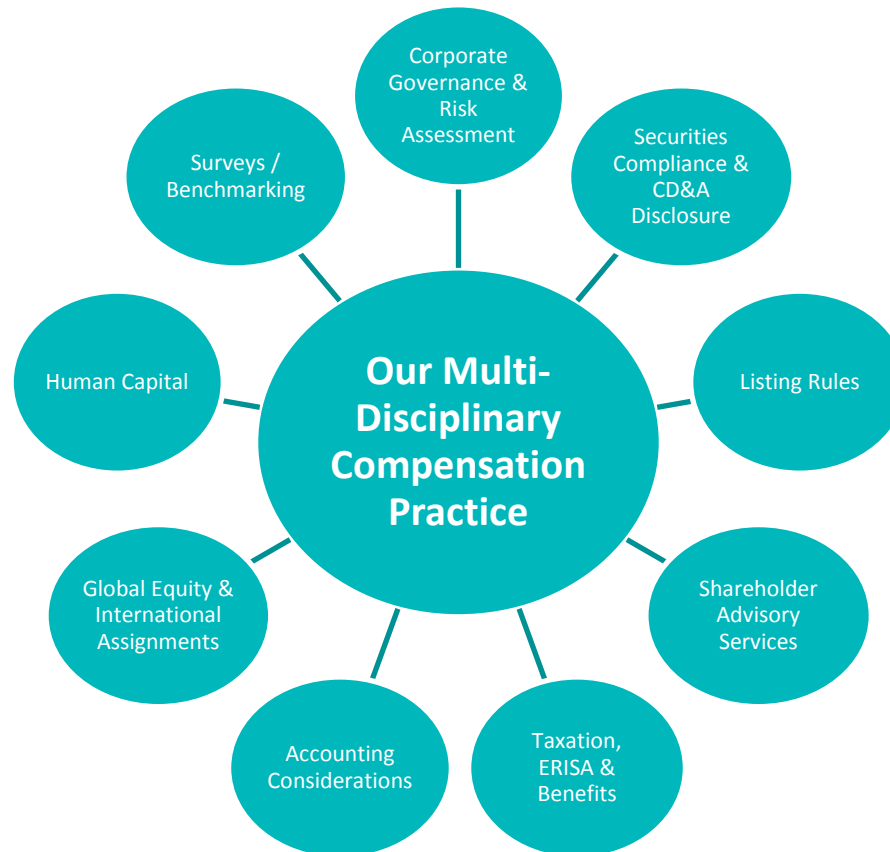 Corporate
Governance &
Risk
Assessment
Securities
Compliance &
CD&A
Disclosure
Listing Rules
Shareholder
Advisory
Services
Taxation,
ERISA &
Benefits
Accounting
Considerations
Global Equity &
International
Assignments
Human Capital
Surveys /
Benchmarking
Our Multi-
Disciplinary
Compensation
Practice